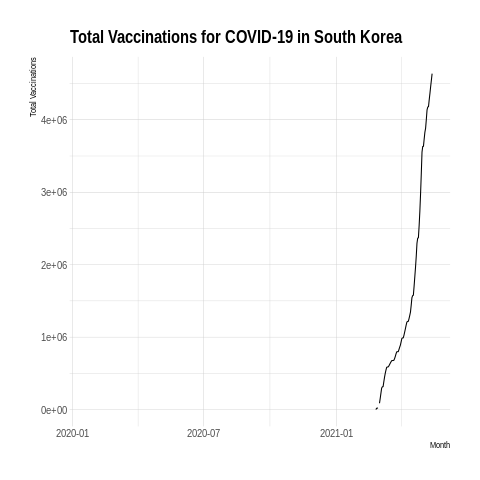 Total Vaccinations for COVID-19 in South Korea
Total Vaccinations
4e+06
3e+06
2e+06
1e+06
0e+00
2020-01 2020-07 2021-01
Month